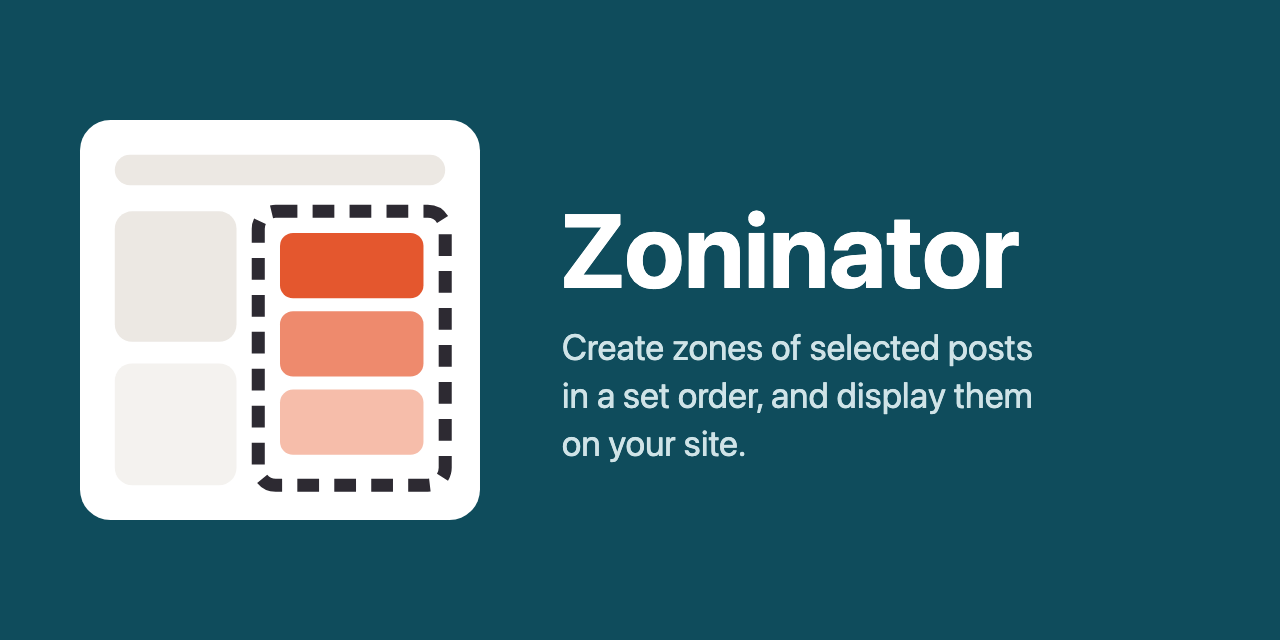 Zoninator
Create zones of selected posts
in a set order, and display them
on your site.